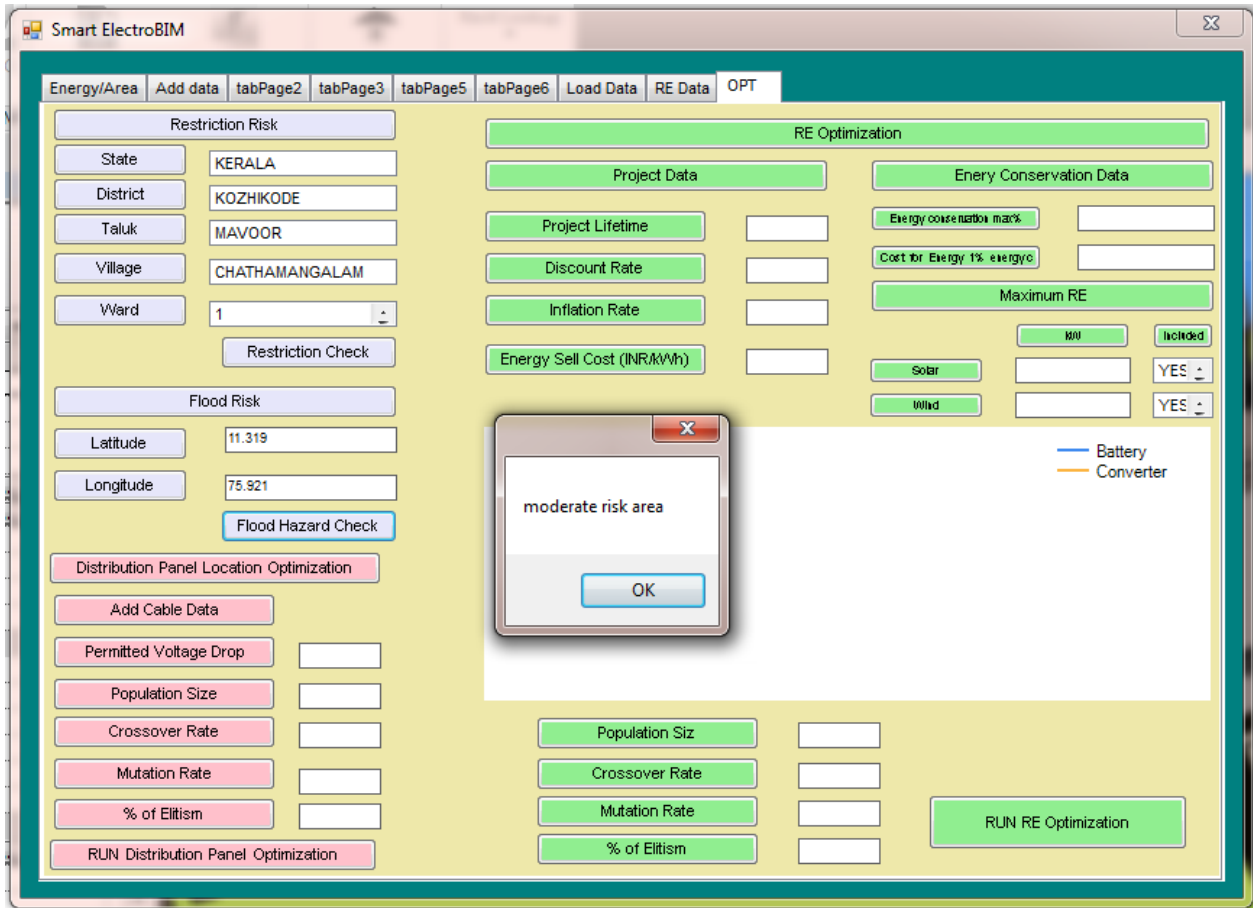 Smart ElectroBIM
Energy/Area Add data tabPage2 tabPage3 tabPage5 tabPage6 Load Data RE Data OPT
Restriction Risk
State KERALA
District KOZHIKODE
Taluk MAVOOR
Village CHATHAMANGALAM
Ward 1
Restriction Check
Flood Risk
Latitude 11.319
Longitude 75.921
Flood Hazard Check
Distribution Panel Location Optimization
Add Cable Data
Permitted Voltage Drop
Population Size
Crossover Rate
Mutation Rate
% of Elitism
RUN Distribution Panel Optimization
RE Optimization
Project Data
Project Lifetime
Discount Rate
Inflation Rate
Energy Sell Cost (INR/kWh)
Enery Conservation Data
Energy conservation max%
Cost for Energy 1% energyc
Maximum RE
kW Included
Solar YES
Wind YES
moderate risk area
OK
Battery
Converter
Population Siz
Crossover Rate
Mutation Rate
% of Elitism
RUN RE Optimization